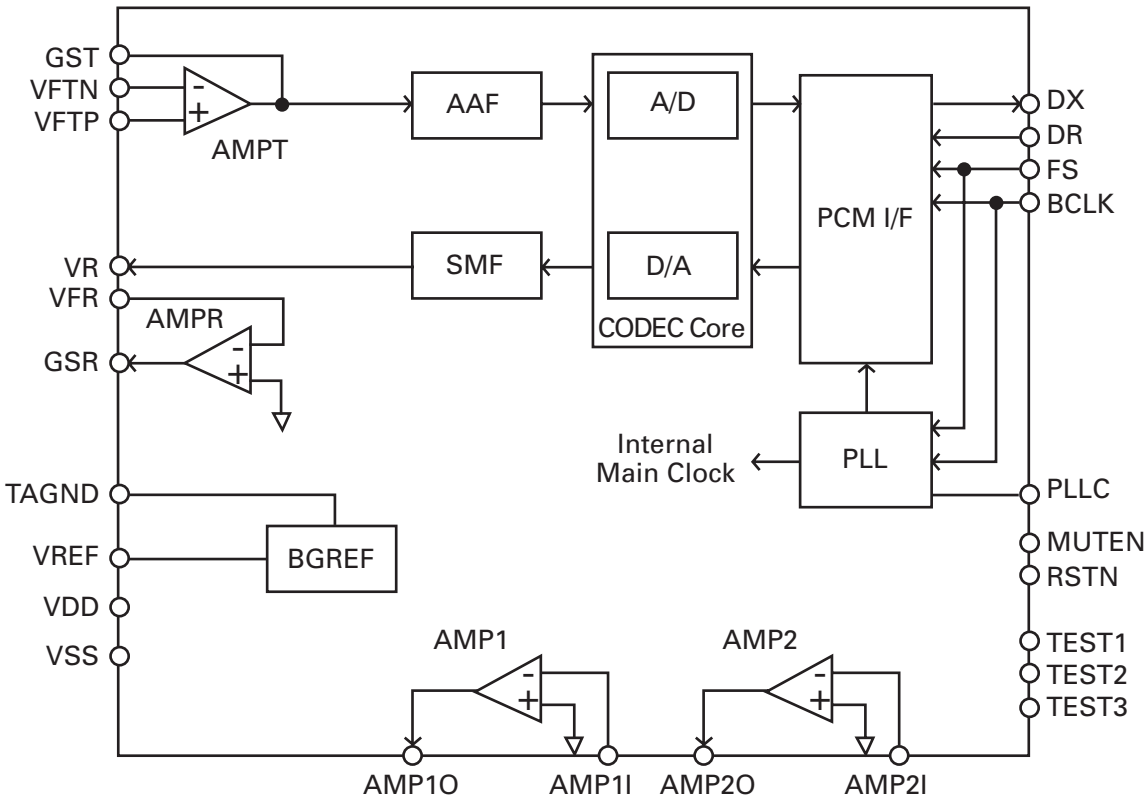 GST
VFTN
VFTP
-
+
AMPT
AAF
A/D
PCM I/F
DX
DR
FS
BCLK
VR
SMF
D/A
CODEC Core
VFR
AMPR
-
+
GSR
Internal
Main Clock
PLL
TAGND
BGREF
VREF
VDD
VSS
PLLC
MUTEN
RSTN
TEST1
TEST2
TEST3
AMP1
-
+
AMP2
-
+
AMP1O
AMP1I
AMP2O
AMP2I